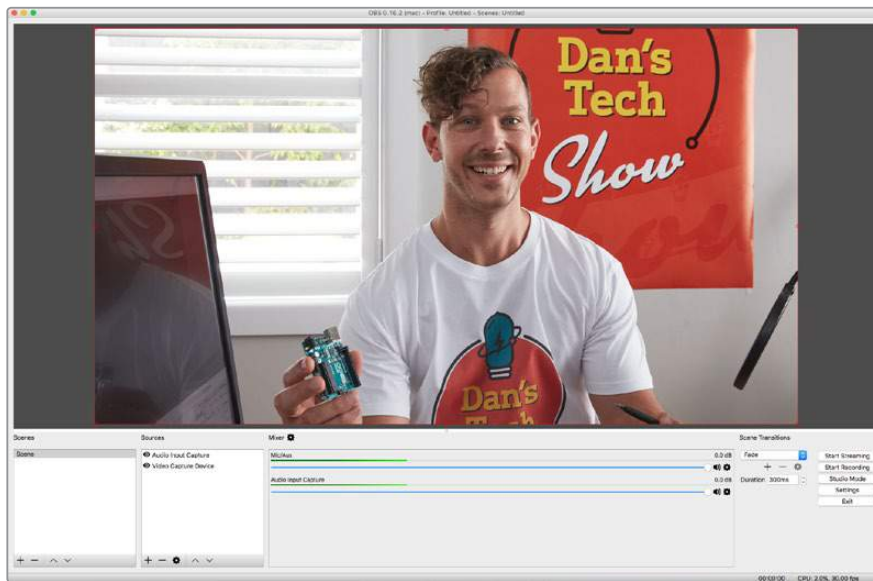 OBS 0.16.2 (mac) - Profile: Untitled - Scenes: Untitled
Dan's
Tech
Show
Dan's
Tech
Scenes
Sources
Mixer
Scene Transitions
Scene
Audio Input Capture
Video Capture Device
Mic/Aux
0.0 dB
Audio Input Capture
0.0 dB
Fade
Duration 300ms
Start Streaming
Start Recording
Studio Mode
Settings
Exit
00:00:00
CPU: 2.0%, 30.00 fps